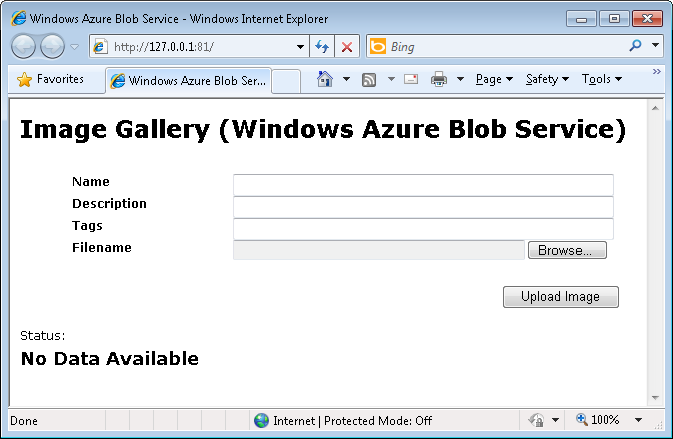 Windows Azure Blob Service - Windows Internet Explorer
http://127.0.0.1:81/
Bing
Favorites
Windows Azure Blob Ser...
Page
Safety
Tools
»
Image Gallery (Windows Azure Blob Service)
Name
Description
Tags
Filename
Browse...
Upload Image
Status:
No Data Available
Done
Internet | Protected Mode: Off
100%